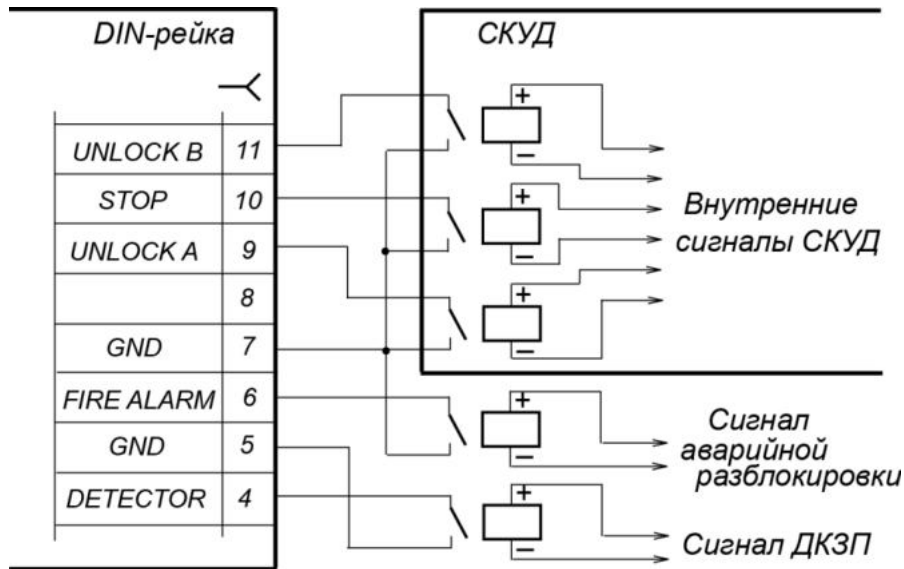 DIN-рейка
СКУД
UNLOCK B 11
STOP 10
UNLOCK A 9
8
GND 7
FIRE ALARM 6
GND 5
DETECTOR 4
+
−
+
−
+
−
Внутренние
сигналы СКУД
+
−
Сигнал
аварийной
разблокировки
+
−
Сигнал ДКЗП